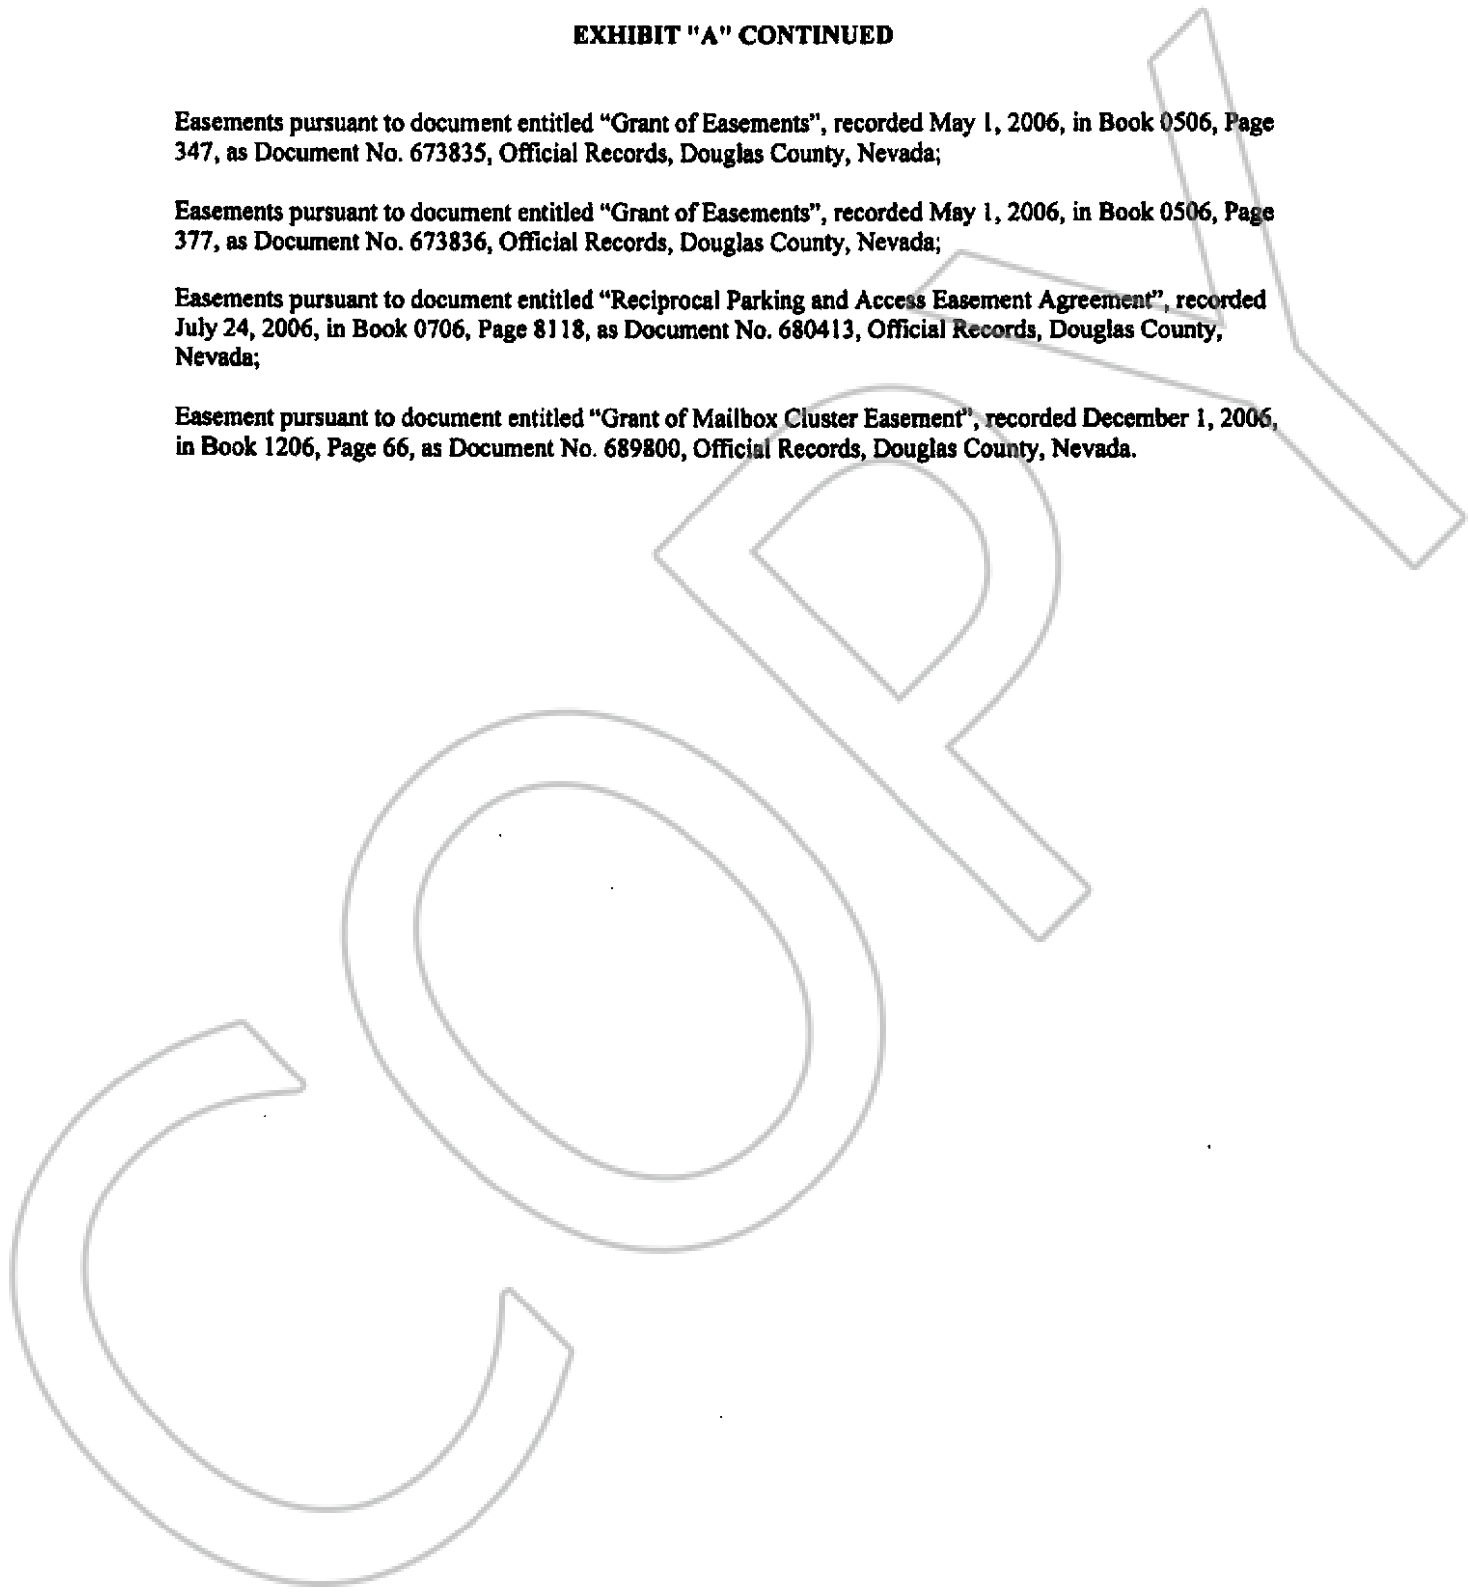 EXHIBIT "A" CONTINUED
Easements pursuant to document entitled “Grant of Easements”, recorded May 1, 2006, in Book 0506, Page
347, as Document No. 673835, Official Records, Douglas County, Nevada;
Easements pursuant to document entitled “Grant of Easements”, recorded May 1, 2006, in Book 0506, Page
377, as Document No. 673836, Official Records, Douglas County, Nevada;
Easements pursuant to document entitled “Reciprocal Parking and Access Easement Agreement”, recorded
July 24, 2006, in Book 0706, Page 8118, as Document No. 680413, Official Records, Douglas County,
Nevada;
Easement pursuant to document entitled “Grant of Mailbox Cluster Easement”, recorded December 1, 2006,
in Book 1206, Page 66, as Document No. 689800, Official Records, Douglas County, Nevada.
COPY